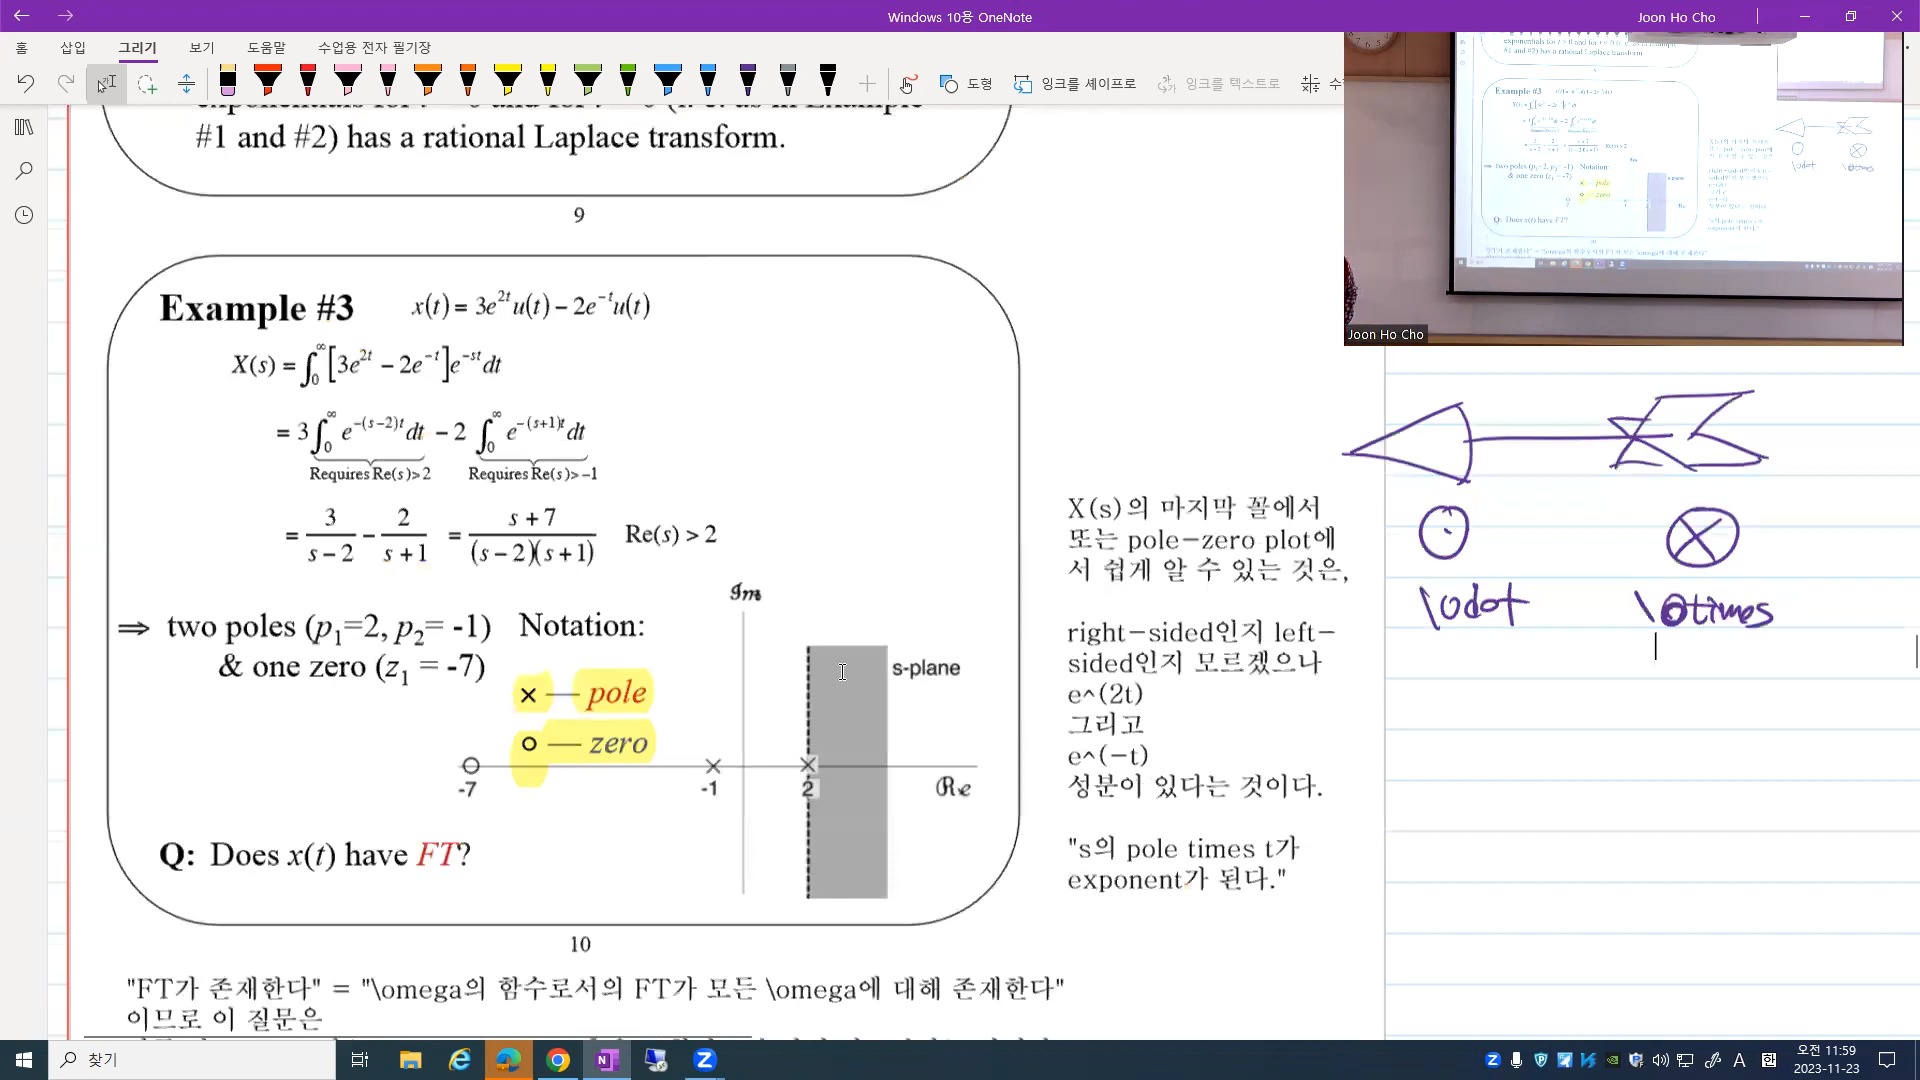 Windows 10용 OneNote
Joon Ho Cho
홈 삽입 그리기 보기 도움말 수업용 전자 필기장
도형 잉크를 셰이프로 잉크를 텍스트로
#1 and #2) has a rational Laplace transform.
9
Example #3 x(t) = 3e^{2t}u(t) − 2e^{−t}u(t)
X(s) = ∫_0^∞ [3e^{2t} − 2e^{−t}]e^{−st}dt
= 3∫_0^∞ e^{−(s−2)t}dt − 2 ∫_0^∞ e^{−(s+1)t}dt
Requires Re(s)>2 Requires Re(s)>−1
= 3/(s−2) − 2/(s+1) = (s+7)/((s−2)(s+1)) Re(s) > 2
⇒ two poles (p₁=2, p₂= -1) Notation:
& one zero (z₁ = -7)
× — pole
○ — zero
Im
s-plane
-7 -1 2 Re
Q: Does x(t) have FT?
10
"FT가 존재한다" = "\omega의 함수로서의 FT가 모든 \omega에 대해 존재한다"
이므로 이 질문은
X(s)의 마지막 꼴에서
또는 pole-zero plot에
서 쉽게 알 수 있는 것은,
right-sided인지 left-
sided인지 모르겠으나
e^(2t)
그리고
e^(-t)
성분이 있다는 것이다.
"s의 pole times t가
exponent가 된다."
Joon Ho Cho
\odot \otimes
찾기
A 한
오전 11:59
2023-11-23